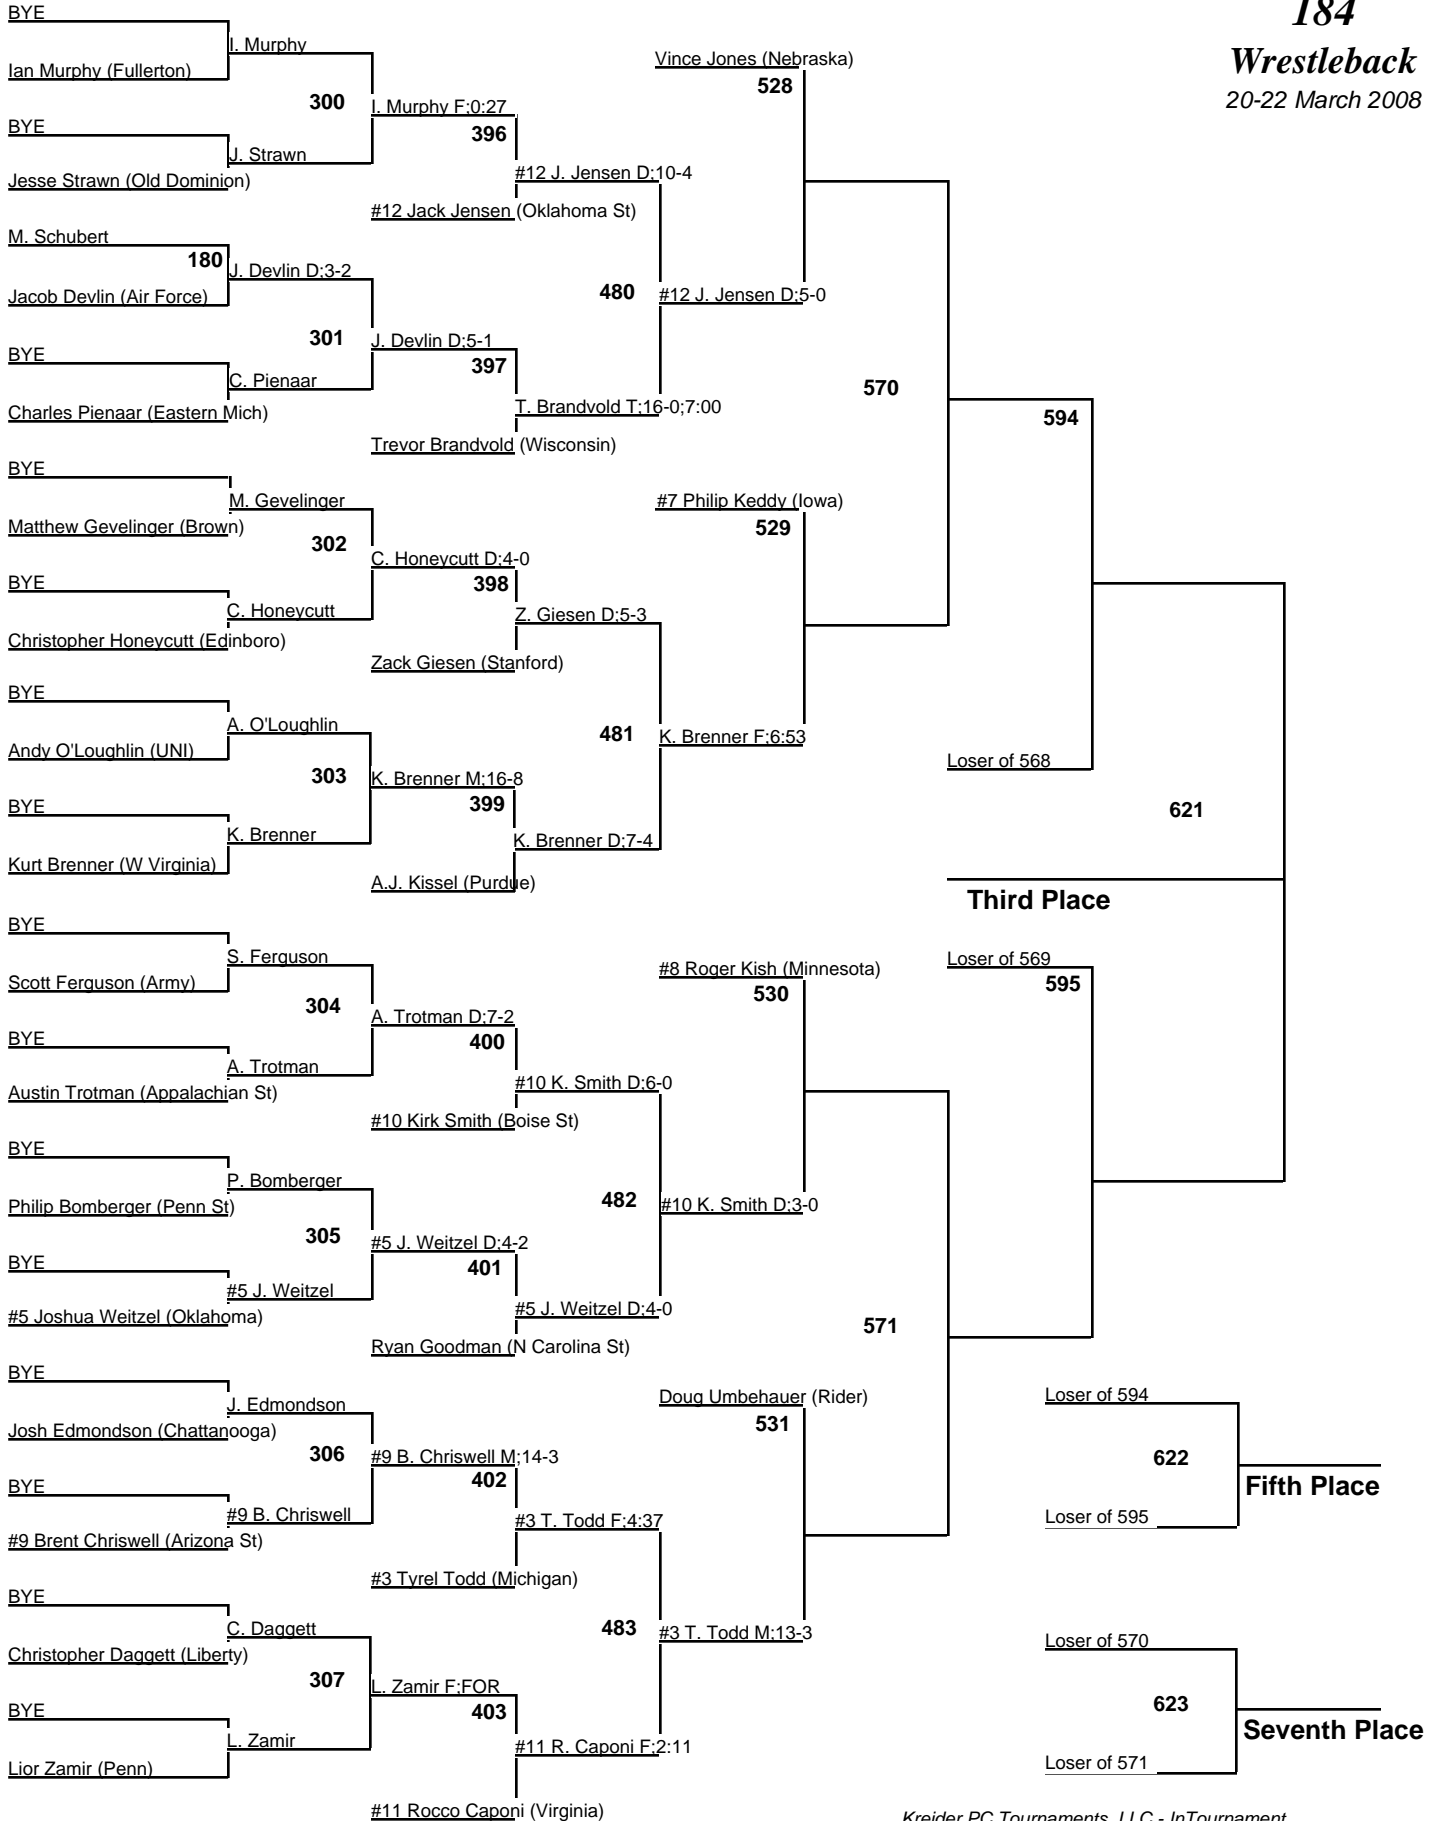 184
Wrestleback
20-22 March 2008
BYE
I. Murphy
Ian Murphy (Fullerton)
300
I. Murphy F;0:27
396
BYE
J. Strawn
Jesse Strawn (Old Dominion)
#12 J. Jensen D;10-4
#12 Jack Jensen (Oklahoma St)
M. Schubert
180
J. Devlin D;3-2
Jacob Devlin (Air Force)
480
#12 J. Jensen D;5-0
301
J. Devlin D;5-1
397
BYE
C. Pienaar
Charles Pienaar (Eastern Mich)
T. Brandvold T;16-0;7:00
Trevor Brandvold (Wisconsin)
Vince Jones (Nebraska)
528
570
594
BYE
M. Gevelinger
Matthew Gevelinger (Brown)
302
C. Honeycutt D;4-0
398
BYE
C. Honeycutt
Christopher Honeycutt (Edinboro)
Z. Giesen D;5-3
Zack Giesen (Stanford)
#7 Philip Keddy (Iowa)
529
BYE
A. O'Loughlin
Andy O'Loughlin (UNI)
481
K. Brenner F;6:53
303
K. Brenner M;16-8
399
BYE
K. Brenner
Kurt Brenner (W Virginia)
K. Brenner D;7-4
A.J. Kissel (Purdue)
Loser of 568
621
Third Place
BYE
S. Ferguson
Scott Ferguson (Army)
304
A. Trotman D;7-2
400
BYE
A. Trotman
Austin Trotman (Appalachian St)
#10 K. Smith D;6-0
#10 Kirk Smith (Boise St)
#8 Roger Kish (Minnesota)
530
Loser of 569
595
BYE
P. Bomberger
Philip Bomberger (Penn St)
482
#10 K. Smith D;3-0
305
#5 J. Weitzel D;4-2
401
BYE
#5 J. Weitzel
#5 Joshua Weitzel (Oklahoma)
#5 J. Weitzel D;4-0
Ryan Goodman (N Carolina St)
571
BYE
J. Edmondson
Josh Edmondson (Chattanooga)
306
#9 B. Chriswell M;14-3
402
BYE
#9 B. Chriswell
#9 Brent Chriswell (Arizona St)
#3 T. Todd F;4:37
#3 Tyrel Todd (Michigan)
Doug Umbehauer (Rider)
531
Loser of 594
622
Fifth Place
Loser of 595
BYE
C. Daggett
Christopher Daggett (Liberty)
483
#3 T. Todd M;13-3
307
L. Zamir F;FOR
403
BYE
L. Zamir
Lior Zamir (Penn)
#11 R. Caponi F;2:11
#11 Rocco Caponi (Virginia)
Loser of 570
623
Seventh Place
Loser of 571
Kreider PC Tournaments, LLC - InTournament